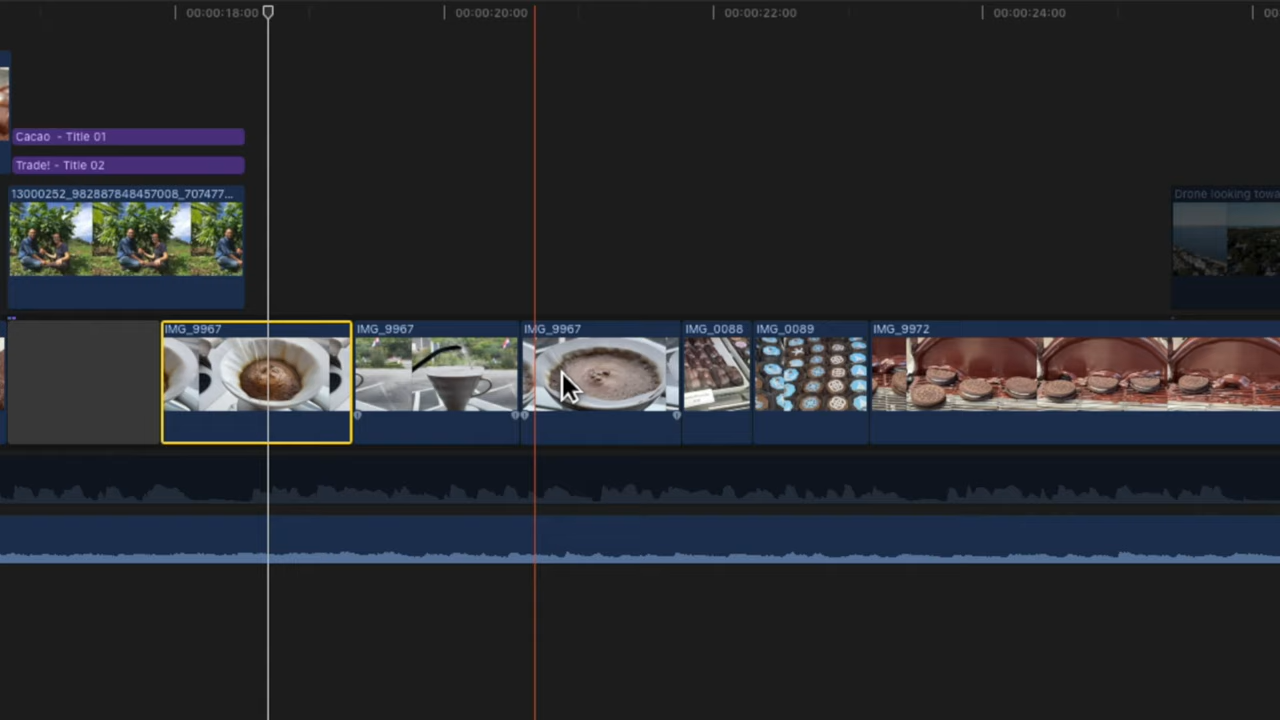 00:00:18:00
00:00:20:00
00:00:22:00
00:00:24:00
00
Cacao - Title 01
Trade! - Title 02
13000252_982887848457008_707477...
Drone looking towa
IMG_9967
IMG_9967
IMG_9967
IMG_0088
IMG_0089
IMG_9972